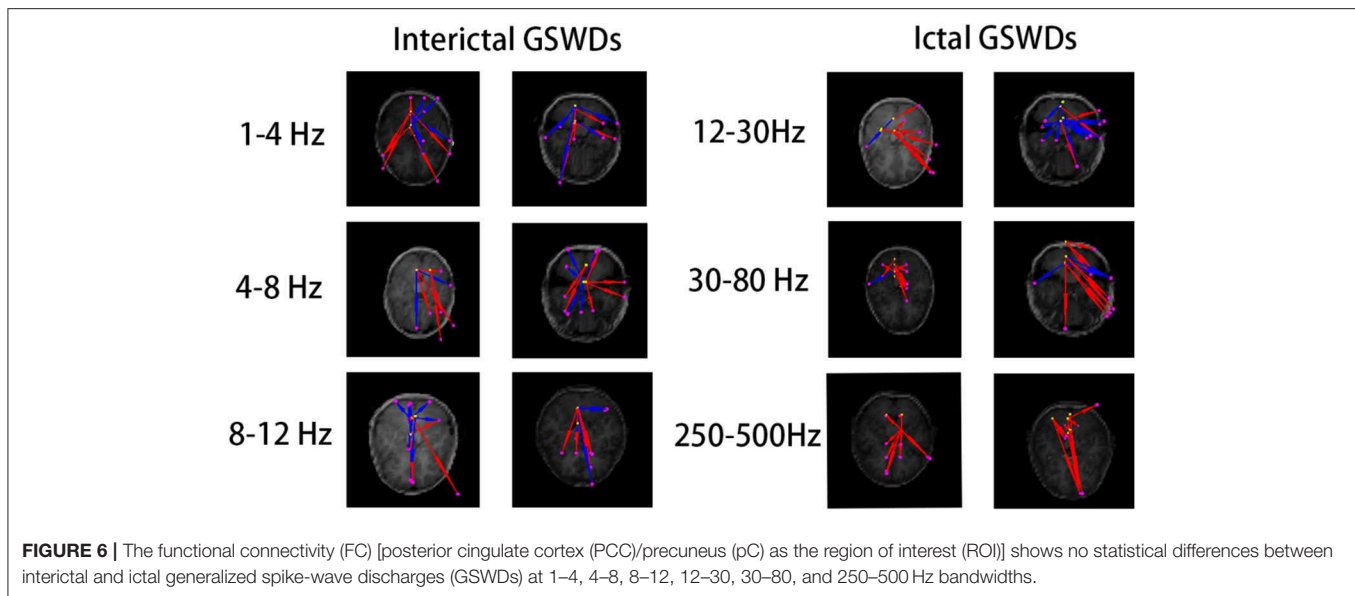 Interictal GSWDs
Ictal GSWDs
1-4 Hz
12-30Hz
4-8 Hz
30-80 Hz
8-12 Hz
250-500Hz
FIGURE 6 | The functional connectivity (FC) [posterior cingulate cortex (PCC)/precuneus (pC) as the region of interest (ROI)] shows no statistical differences between
interictal and ictal generalized spike-wave discharges (GSWDs) at 1–4, 4–8, 8–12, 12–30, 30–80, and 250–500 Hz bandwidths.